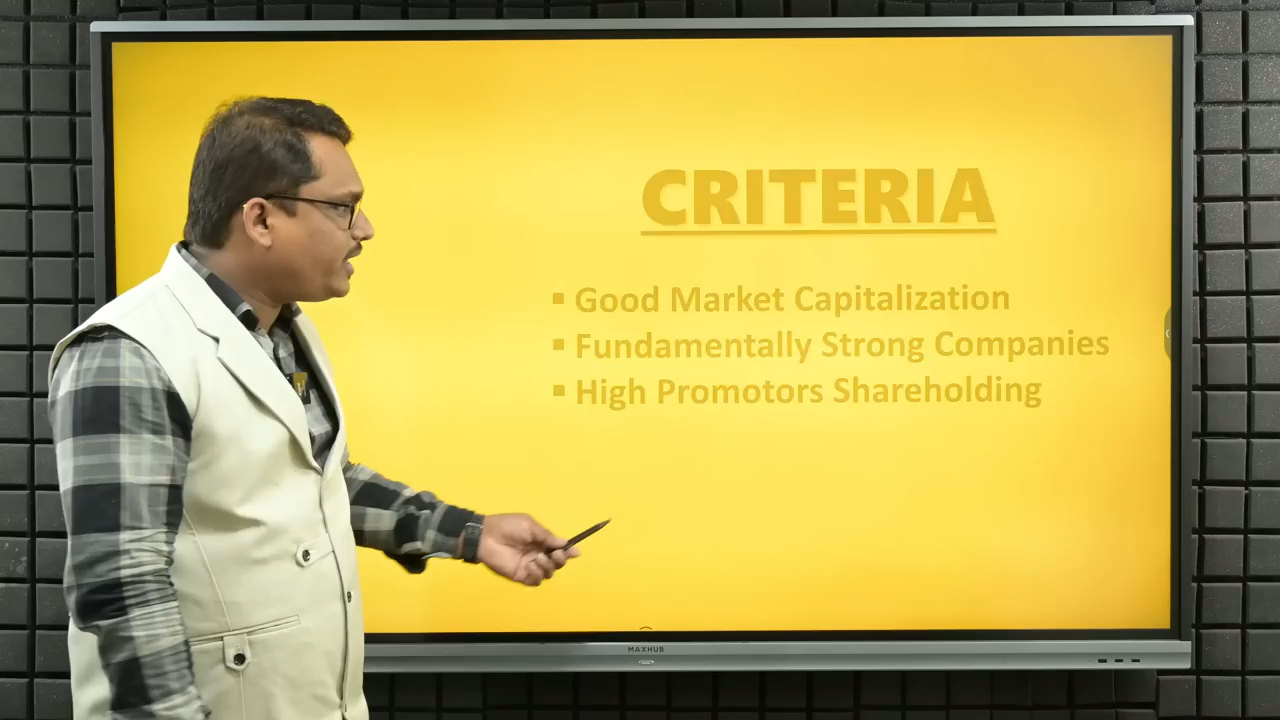 CRITERIA
▪ Good Market Capitalization
▪ Fundamentally Strong Companies
▪ High Promotors Shareholding
MAXHUB